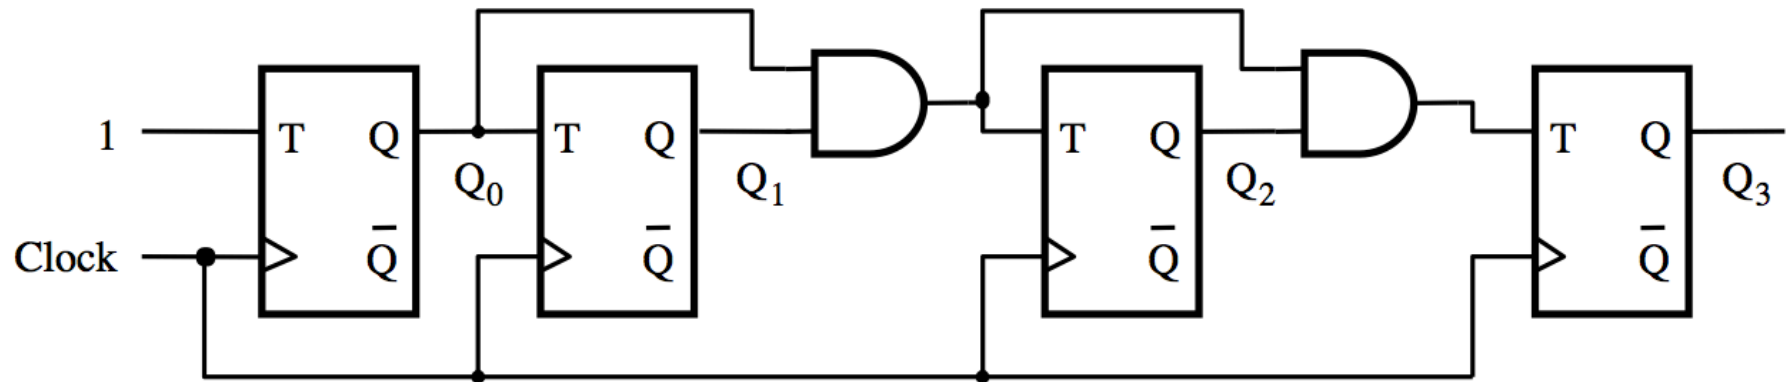 1 T Q T Q T Q T Q
Q₀ Q₁ Q₂ Q₃
Clock Q̅ Q̅ Q̅ Q̅